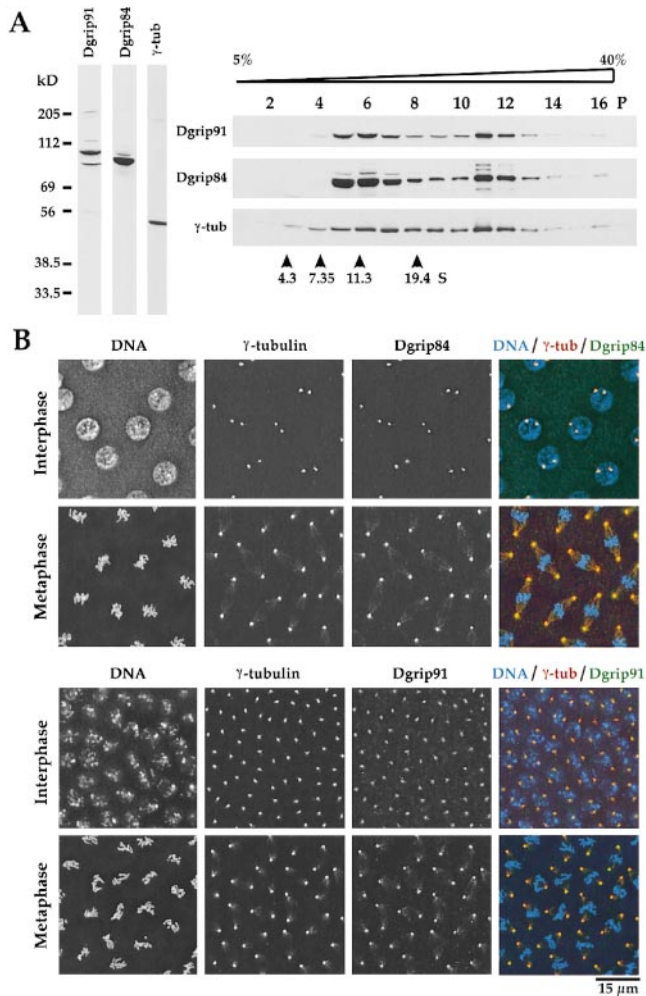 A
Dgrip91
Dgrip84
γ-tub
kD
205
112
69
56
38.5
33.5
5% 40%
2 4 6 8 10 12 14 16 P
Dgrip91
Dgrip84
γ-tub
4.3 7.35 11.3 19.4 S
B
DNA γ-tubulin Dgrip84 DNA / γ-tub / Dgrip84
Interphase
Metaphase
DNA γ-tubulin Dgrip91 DNA / γ-tub / Dgrip91
Interphase
Metaphase
15 μm